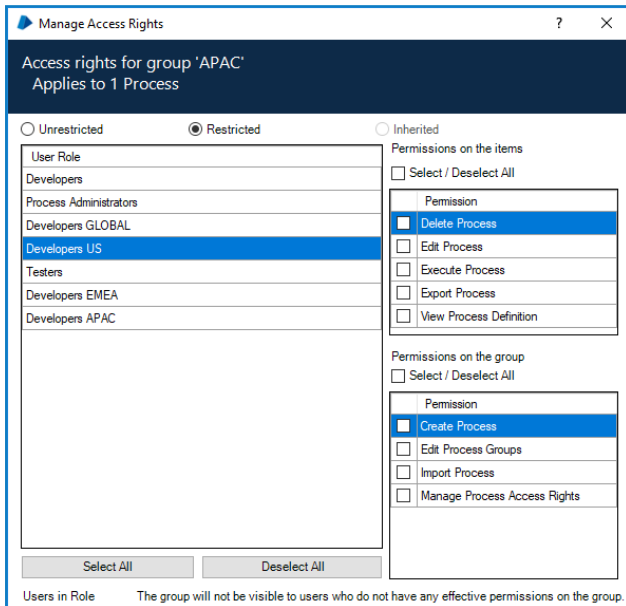 Manage Access Rights ? ×
Access rights for group 'APAC'
Applies to 1 Process
Unrestricted Restricted Inherited
User Role
Developers
Process Administrators
Developers GLOBAL
Developers US
Testers
Developers EMEA
Developers APAC
Select All Deselect All
Permissions on the items
Select / Deselect All
Permission
Delete Process
Edit Process
Execute Process
Export Process
View Process Definition
Permissions on the group
Select / Deselect All
Permission
Create Process
Edit Process Groups
Import Process
Manage Process Access Rights
Users in Role The group will not be visible to users who do not have any effective permissions on the group.